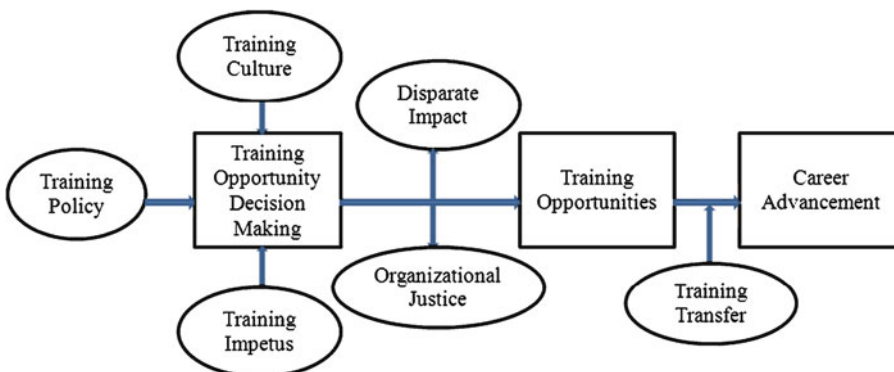 Training
Culture
Disparate
Impact
Training
Policy
Training
Opportunity
Decision
Making
Training
Opportunities
Career
Advancement
Organizational
Justice
Training
Impetus
Training
Transfer